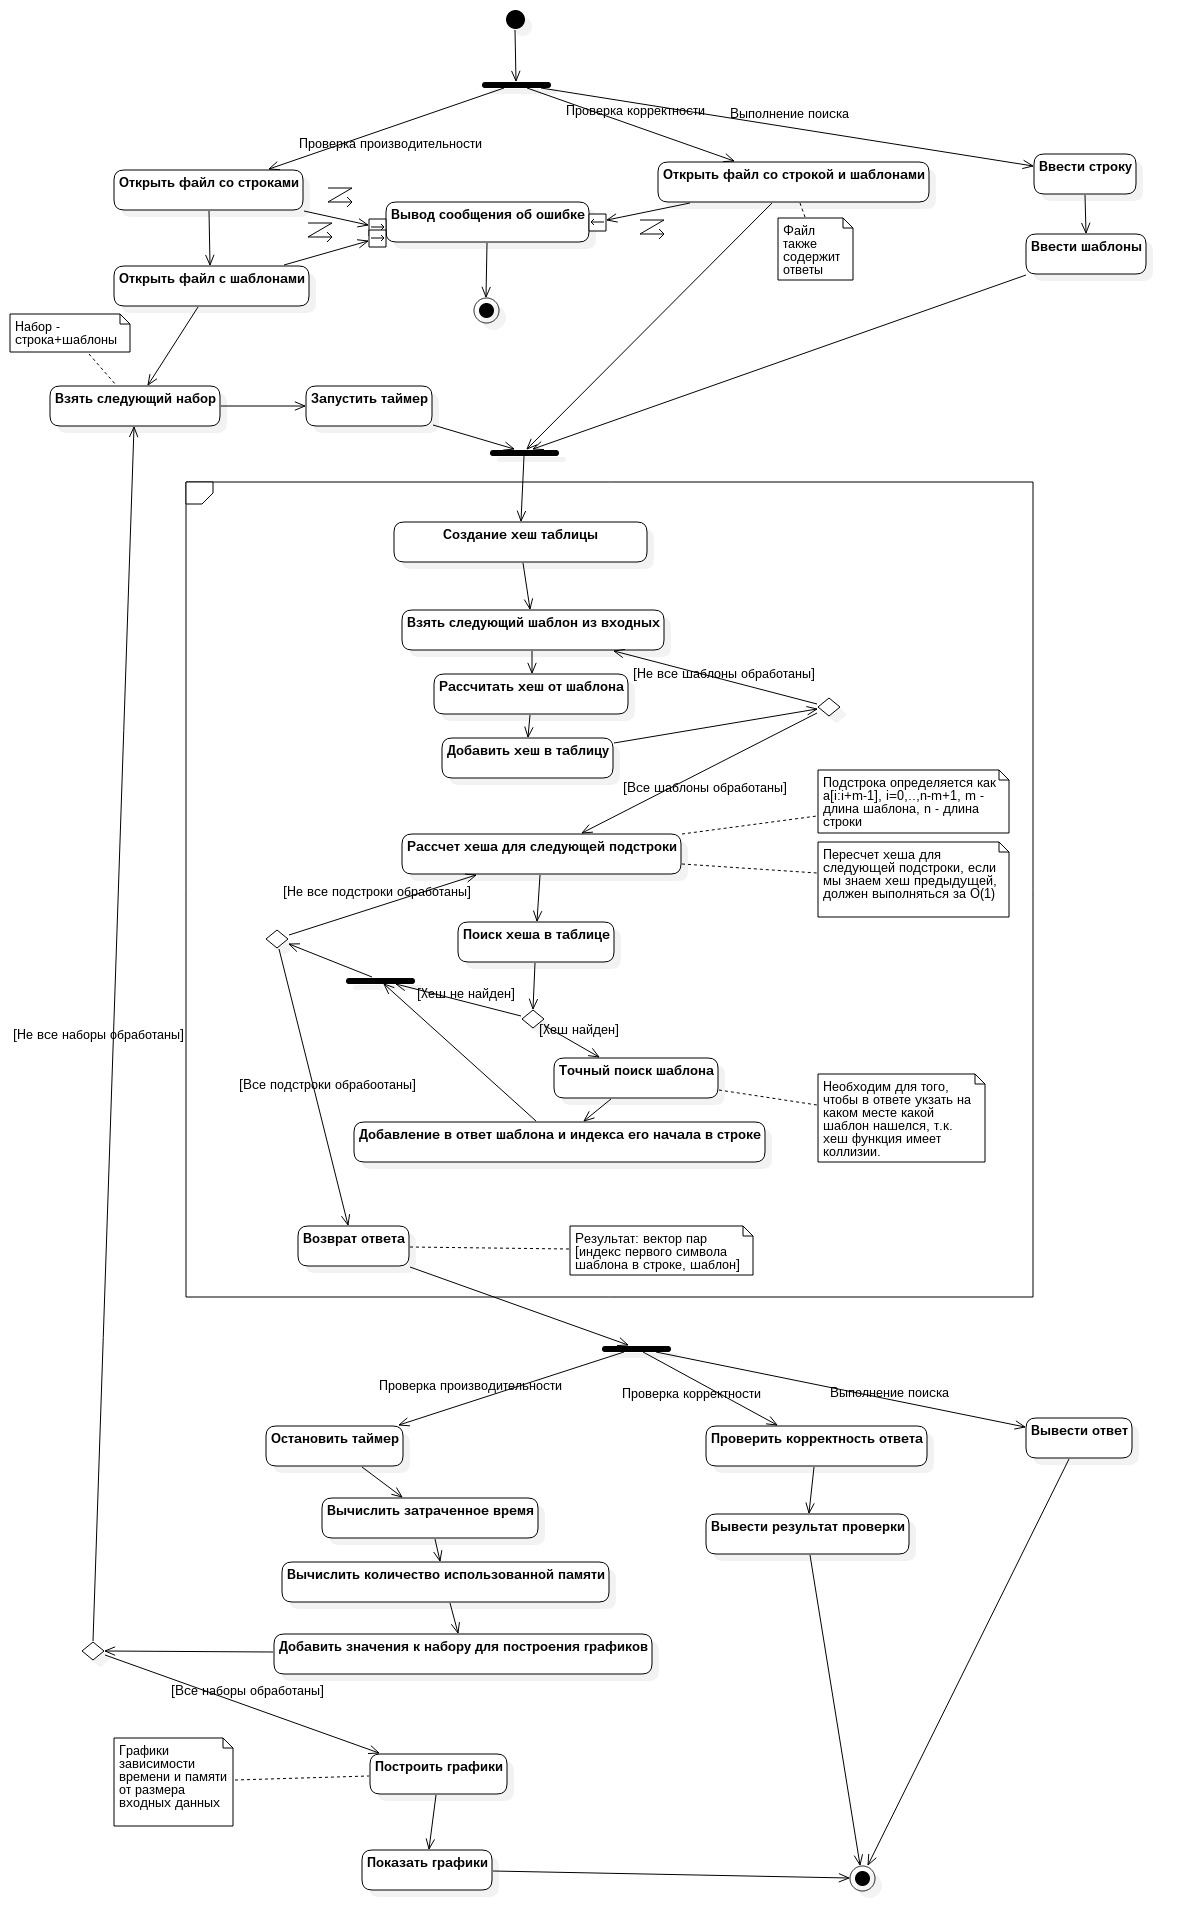 Проверка корректности
Выполнение поиска
Проверка производительности
Открыть файл со строками
Открыть файл со строкой и шаблонами
Ввести строку
Вывод сообщения об ошибке
Файл
также
содержит
ответы
Ввести шаблоны
Открыть файл с шаблонами
Набор -
строка+шаблоны
Взять следующий набор
Запустить таймер
Создание хеш таблицы
Взять следующий шаблон из входных
[Не все шаблоны обработаны]
Рассчитать хеш от шаблона
Добавить хеш в таблицу
[Все шаблоны обработаны]
Подстрока определяется как
a[i:i+m-1], i=0,..,n-m+1, m -
длина шаблона, n - длина
строки
Рассчет хеша для следующей подстроки
Пересчет хеша для
следующей подстроки, если
мы знаем хеш предыдущей,
должен выполняться за O(1)
[Не все подстроки обработаны]
Поиск хеша в таблице
[Хеш не найден]
[Хеш найден]
[Не все наборы обработаны]
Точный поиск шаблона
[Все подстроки обрабоотаны]
Необходим для того,
чтобы в ответе укзать на
каком месте какой
шаблон нашелся, т.к.
хеш функция имеет
коллизии.
Добавление в ответ шаблона и индекса его начала в строке
Возврат ответа
Результат: вектор пар
[индекс первого символа
шаблона в строке, шаблон]
Проверка производительности
Проверка корректности
Выполнение поиска
Остановить таймер
Проверить корректность ответа
Вывести ответ
Вычислить затраченное время
Вывести результат проверки
Вычислить количество использованной памяти
Добавить значения к набору для построения графиков
[Все наборы обработаны]
Графики
зависимости
времени и памяти
от размера
входных данных
Построить графики
Показать графики